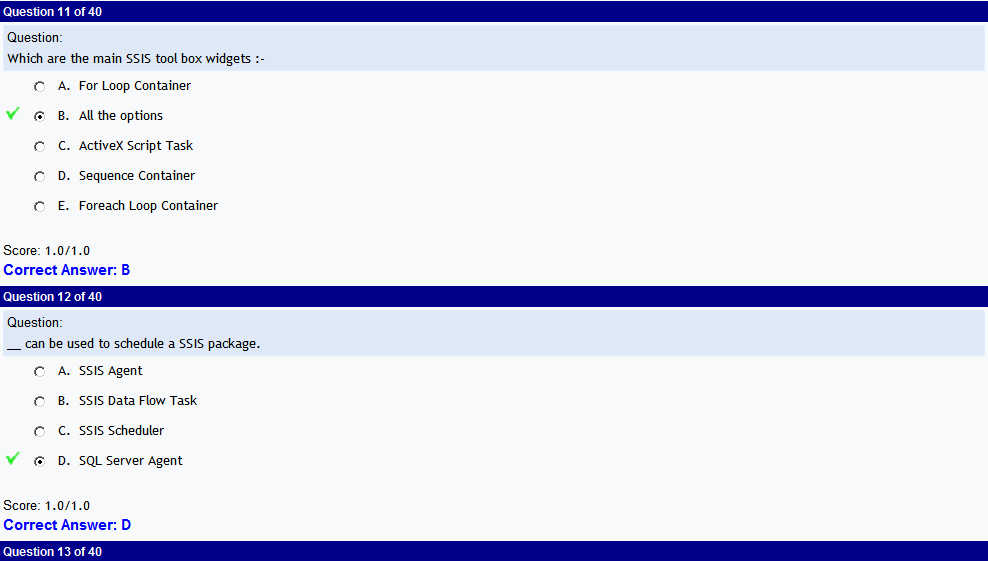 Question 11 of 40
Question:
Which are the main SSIS tool box widgets :-
A. For Loop Container
B. All the options
C. ActiveX Script Task
D. Sequence Container
E. Foreach Loop Container
Score: 1.0/1.0
Correct Answer: B
Question 12 of 40
Question:
__ can be used to schedule a SSIS package.
A. SSIS Agent
B. SSIS Data Flow Task
C. SSIS Scheduler
D. SQL Server Agent
Score: 1.0/1.0
Correct Answer: D
Question 13 of 40